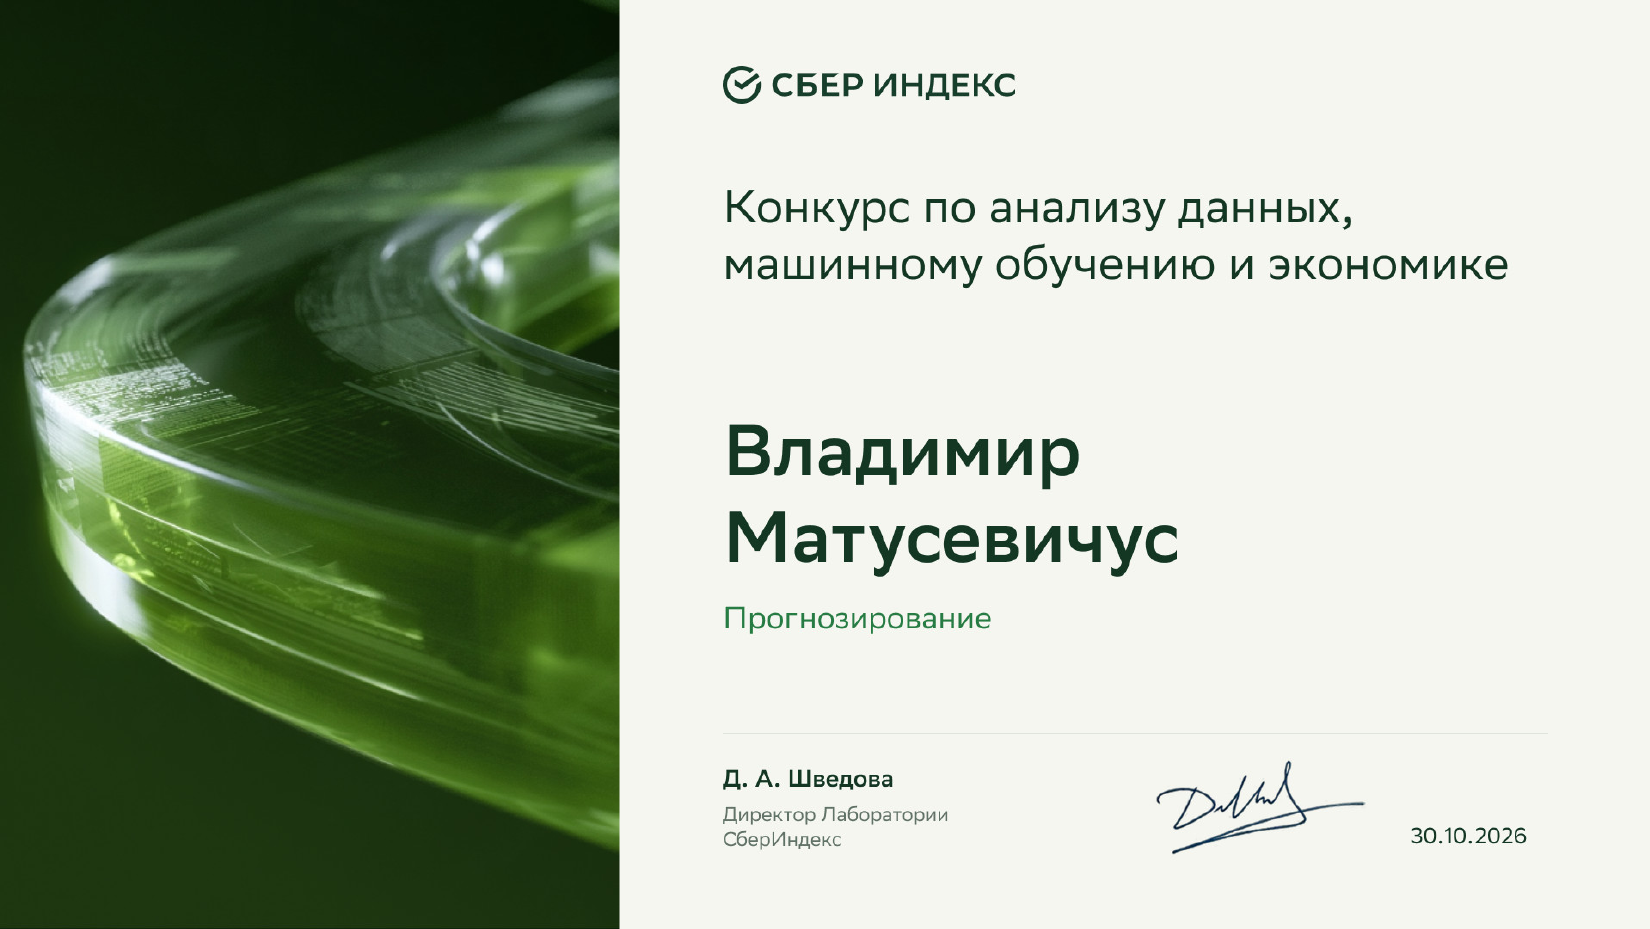 СБЕР ИНДЕКС
Конкурс по анализу данных,
машинному обучению и экономике
Владимир
Матусевичус
Прогнозирование
Д. А. Шведова
Директор Лаборатории
СберИндекс
30.10.2026